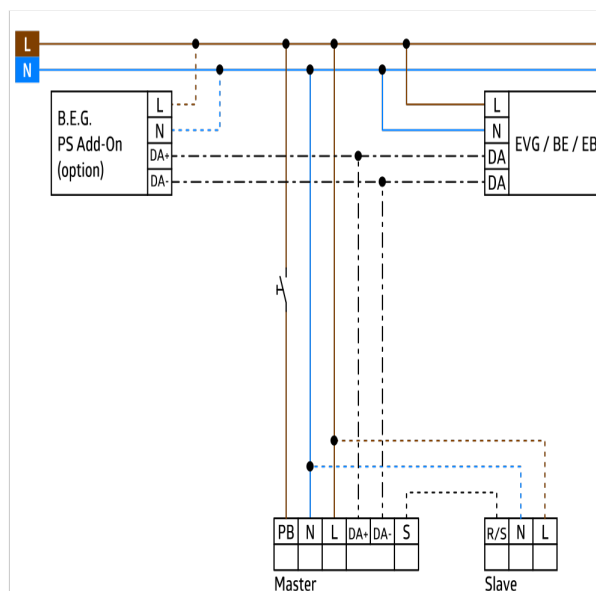 L
N
B.E.G.
PS Add-On
(option)
L
N
DA+
DA-
L
N
DA
DA
EVG / BE / EB
PB N L DA+ DA- S
Master
R/S N L
Slave